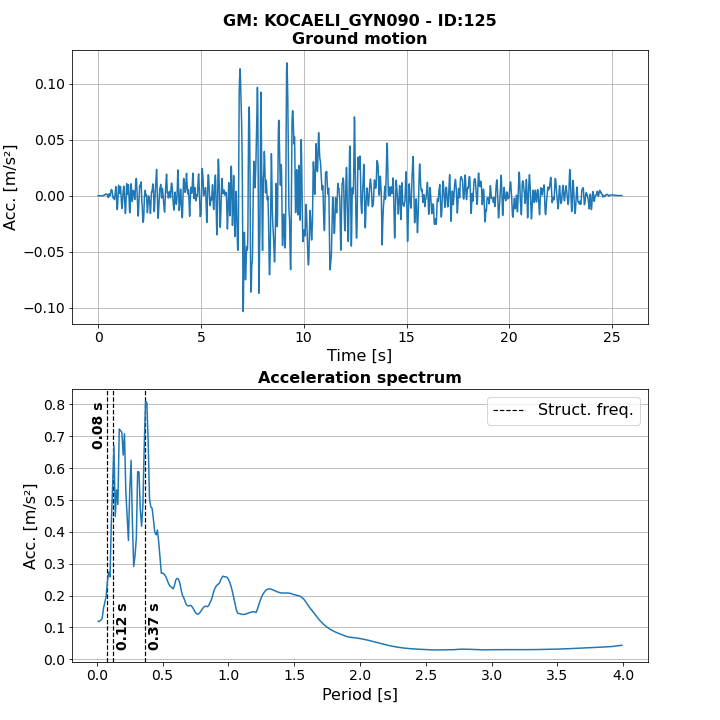 GM: KOCAELI_GYN090 - ID:125
Ground motion
Acc. [m/s²]
0.10
0.05
0.00
−0.05
−0.10
0 5 10 15 20 25
Time [s]
Acceleration spectrum
Acc. [m/s²]
0.8
0.7
0.6
0.5
0.4
0.3
0.2
0.1
0.0
0.08 s
0.12 s
0.37 s
Struct. freq.
0.0 0.5 1.0 1.5 2.0 2.5 3.0 3.5 4.0
Period [s]